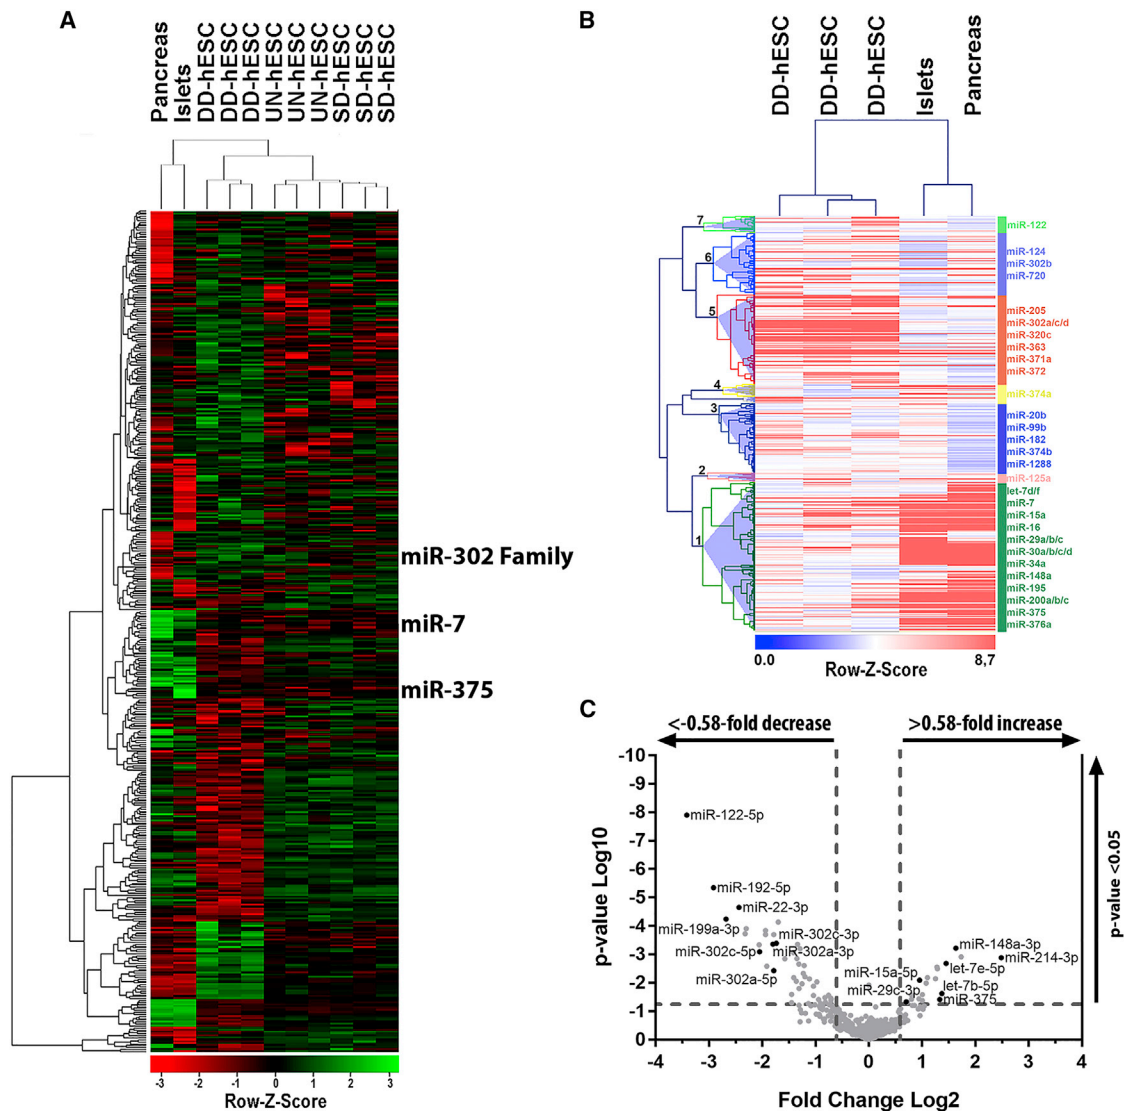 A
Pancreas
Islets
DD-hESC
DD-hESC
DD-hESC
UN-hESC
UN-hESC
UN-hESC
SD-hESC
SD-hESC
SD-hESC
miR-302 Family
miR-7
miR-375
-3 -2 -1 0 1 2 3
Row-Z-Score
B
DD-hESC
DD-hESC
DD-hESC
Islets
Pancreas
7
6
5
4
3
2
1
miR-122
miR-124
miR-302b
miR-720
miR-205
miR-302a/c/d
miR-320c
miR-363
miR-371a
miR-372
miR-374a
miR-20b
miR-99b
miR-182
miR-374b
miR-1288
miR-125a
let-7d/f
miR-7
miR-15a
miR-16
miR-29a/b/c
miR-30a/b/c/d
miR-34a
miR-148a
miR-195
miR-200a/b/c
miR-375
miR-376a
0.0 8,7
Row-Z-Score
C
<-0.58-fold decrease
>0.58-fold increase
p-value Log10
-10
-8
-7
-6
-5
-4
-3
-2
-1
0
miR-122-5p
miR-192-5p
miR-22-3p
miR-199a-3p
miR-302c-3p
miR-302c-5p
miR-302a-3p
miR-302a-5p
miR-15a-5p
miR-29c-3p
miR-148a-3p
miR-214-3p
let-7e-5p
let-7b-5p
miR-375
p-value <0.05
-4 -3 -2 -1 0 1 2 3 4
Fold Change Log2